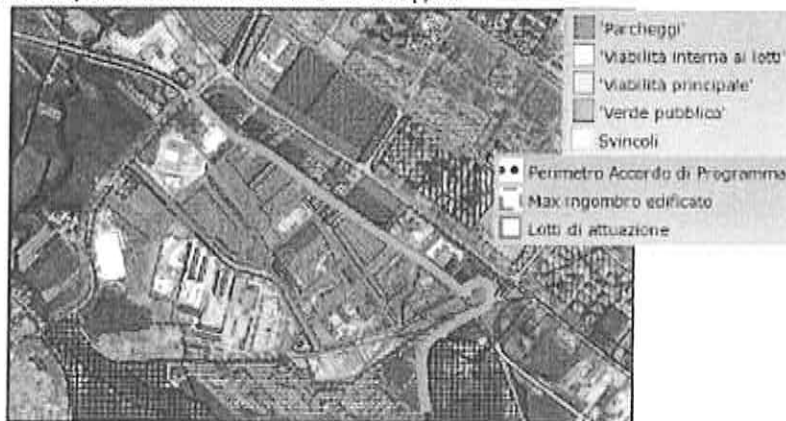 'Parcheggi'
'Viabilità interna ai lotti'
'Viabilità principale'
'Verde pubblico'
Svincoli
Perimetro Accordo di Programma
Max ingombro edificato
Lotti di attuazione